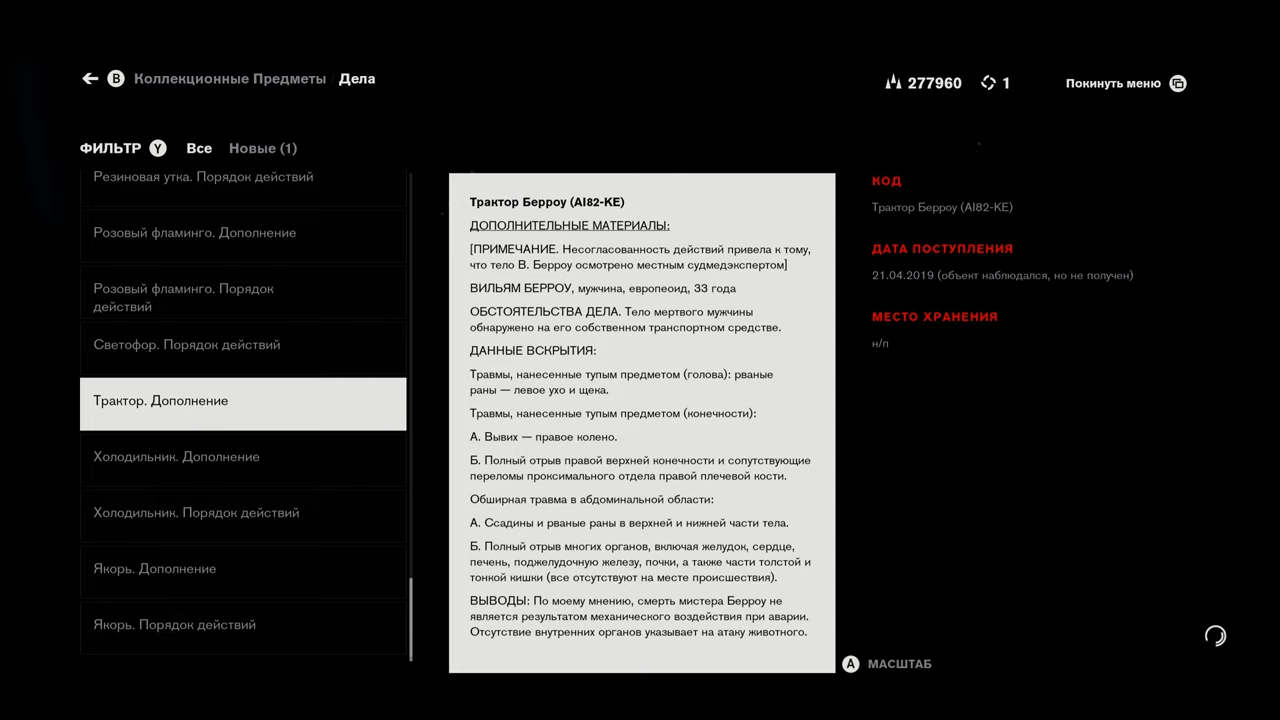 B Коллекционные Предметы / Дела
277960 1 Покинуть меню
ФИЛЬТР Y Все Новые (1)
Резиновая утка. Порядок действий
Розовый фламинго. Дополнение
Розовый фламинго. Порядок
действий
Светофор. Порядок действий
Трактор. Дополнение
Холодильник. Дополнение
Холодильник. Порядок действий
Якорь. Дополнение
Якорь. Порядок действий
Трактор Берроу (AI82-KE)
ДОПОЛНИТЕЛЬНЫЕ МАТЕРИАЛЫ:
[ПРИМЕЧАНИЕ. Несогласованность действий привела к тому,
что тело В. Берроу осмотрено местным судмедэкспертом]
ВИЛЬЯМ БЕРРОУ, мужчина, европеоид, 33 года
ОБСТОЯТЕЛЬСТВА ДЕЛА. Тело мертвого мужчины
обнаружено на его собственном транспортном средстве.
ДАННЫЕ ВСКРЫТИЯ:
Травмы, нанесенные тупым предметом (голова): рваные
раны — левое ухо и щека.
Травмы, нанесенные тупым предметом (конечности):
А. Вывих — правое колено.
Б. Полный отрыв правой верхней конечности и сопутствующие
переломы проксимального отдела правой плечевой кости.
Обширная травма в абдоминальной области:
А. Ссадины и рваные раны в верхней и нижней части тела.
Б. Полный отрыв многих органов, включая желудок, сердце,
печень, поджелудочную железу, почки, а также части толстой и
тонкой кишки (все отсутствуют на месте происшествия).
ВЫВОДЫ: По моему мнению, смерть мистера Берроу не
является результатом механического воздействия при аварии.
Отсутствие внутренних органов указывает на атаку животного.
КОД
Трактор Берроу (AI82-KE)
ДАТА ПОСТУПЛЕНИЯ
21.04.2019 (объект наблюдался, но не получен)
МЕСТО ХРАНЕНИЯ
н/п
A МАСШТАБ